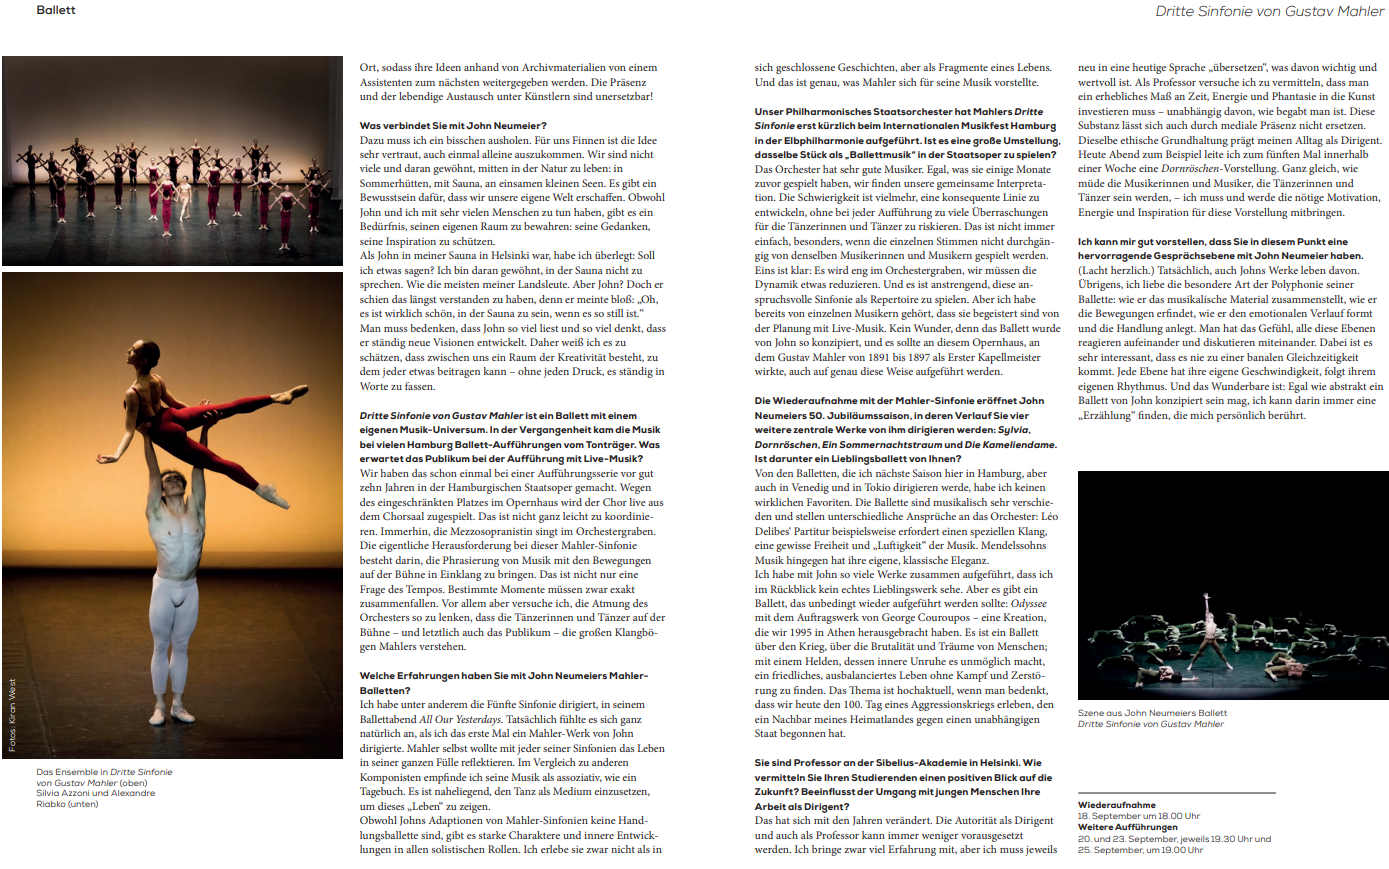 Ballett
Dritte Sinfonie von Gustav Mahler
Ort, sodass ihre Ideen anhand von Archivmaterialien von einem
Assistenten zum nächsten weitergegeben werden. Die Präsenz
und der lebendige Austausch unter Künstlern sind unersetzbar!
Was verbindet Sie mit John Neumeier?
Dazu muss ich ein bisschen ausholen. Für uns Finnen ist die Idee
sehr vertraut, auch einmal alleine auszukommen. Wir sind nicht
viele und daran gewöhnt, mitten in der Natur zu leben: in
Sommerhütten, mit Sauna, an einsamen kleinen Seen. Es gibt ein
Bewusstsein dafür, dass wir unsere eigene Welt erschaffen. Obwohl
John und ich mit sehr vielen Menschen zu tun haben, gibt es ein
Bedürfnis, seinen eigenen Raum zu bewahren: seine Gedanken,
seine Inspiration zu schützen.
Als John in meiner Sauna in Helsinki war, habe ich überlegt: Soll
ich etwas sagen? Ich bin daran gewöhnt, in der Sauna nicht zu
sprechen. Wie die meisten meiner Landsleute. Aber John? Doch er
schien das längst verstanden zu haben, denn er meinte bloß: „Oh,
es ist wirklich schön, in der Sauna zu sein, wenn es so still ist."
Man muss bedenken, dass John so viel liest und so viel denkt, dass
er ständig neue Visionen entwickelt. Daher weiß ich es zu
schätzen, dass zwischen uns ein Raum der Kreativität besteht, zu
dem jeder etwas beitragen kann – ohne jeden Druck, es ständig in
Worte zu fassen.
Dritte Sinfonie von Gustav Mahler ist ein Ballett mit einem
eigenen Musik-Universum. In der Vergangenheit kam die Musik
bei vielen Hamburg Ballett-Aufführungen vom Tonträger. Was
erwartet das Publikum bei der Aufführung mit Live-Musik?
Wir haben das schon einmal bei einer Aufführungsserie vor gut
zehn Jahren in der Hamburgischen Staatsoper gemacht. Wegen
des eingeschränkten Platzes im Opernhaus wird der Chor live aus
dem Chorsaal zugespielt. Das ist nicht ganz leicht zu koordinie-
ren. Immerhin, die Mezzosopranistin singt im Orchestergraben.
Die eigentliche Herausforderung bei dieser Mahler-Sinfonie
besteht darin, die Phrasierung von Musik mit den Bewegungen
auf der Bühne in Einklang zu bringen. Das ist nicht nur eine
Frage des Tempos. Bestimmte Momente müssen zwar exakt
zusammenfallen. Vor allem aber versuche ich, die Atmung des
Orchesters so zu lenken, dass die Tänzerinnen und Tänzer auf der
Bühne – und letztlich auch das Publikum – die großen Klangbö-
gen Mahlers verstehen.
Welche Erfahrungen haben Sie mit John Neumeiers Mahler-
Balletten?
Ich habe unter anderem die Fünfte Sinfonie dirigiert, in seinem
Ballettabend All Our Yesterdays. Tatsächlich fühlte es sich ganz
natürlich an, als ich das erste Mal ein Mahler-Werk von John
dirigierte. Mahler selbst wollte mit jeder seiner Sinfonien das Leben
in seiner ganzen Fülle reflektieren. Im Vergleich zu anderen
Komponisten empfinde ich seine Musik als assoziativ, wie ein
Tagebuch. Es ist naheliegend, den Tanz als Medium einzusetzen,
um dieses „Leben" zu zeigen.
Obwohl Johns Adaptionen von Mahler-Sinfonien keine Hand-
lungsballette sind, gibt es starke Charaktere und innere Entwick-
lungen in allen solistischen Rollen. Ich erlebe sie zwar nicht als in
sich geschlossene Geschichten, aber als Fragmente eines Lebens.
Und das ist genau, was Mahler sich für seine Musik vorstellte.
Unser Philharmonisches Staatsorchester hat Mahlers Dritte
Sinfonie erst kürzlich beim Internationalen Musikfest Hamburg
in der Elbphilharmonie aufgeführt. Ist es eine große Umstellung,
dasselbe Stück als „Ballettmusik" in der Staatsoper zu spielen?
Das Orchester hat sehr gute Musiker. Egal, was sie einige Monate
zuvor gespielt haben, wir finden unsere gemeinsame Interpreta-
tion. Die Schwierigkeit ist vielmehr, eine konsequente Linie zu
entwickeln, ohne bei jeder Aufführung zu viele Überraschungen
für die Tänzerinnen und Tänzer zu riskieren. Das ist nicht immer
einfach, besonders, wenn die einzelnen Stimmen nicht durchgän-
gig von denselben Musikerinnen und Musikern gespielt werden.
Eins ist klar: Es wird eng im Orchestergraben, wir müssen die
Dynamik etwas reduzieren. Und es ist anstrengend, diese an-
spruchsvolle Sinfonie als Repertoire zu spielen. Aber ich habe
bereits von einzelnen Musikern gehört, dass sie begeistert sind von
der Planung mit Live-Musik. Kein Wunder, denn das Ballett wurde
von John so konzipiert, und es sollte an diesem Opernhaus, an
dem Gustav Mahler von 1891 bis 1897 als Erster Kapellmeister
wirkte, auch auf genau diese Weise aufgeführt werden.
Die Wiederaufnahme mit der Mahler-Sinfonie eröffnet John
Neumeiers 50. Jubiläumssaison, in deren Verlauf Sie vier
weitere zentrale Werke von ihm dirigieren werden: Sylvia,
Dornröschen, Ein Sommernachtstraum und Die Kameliendame.
Ist darunter ein Lieblingsballett von Ihnen?
Von den Balletten, die ich nächste Saison hier in Hamburg, aber
auch in Venedig und in Tokio dirigieren werde, habe ich keinen
wirklichen Favoriten. Die Ballette sind musikalisch sehr verschie-
den und stellen unterschiedliche Ansprüche an das Orchester: Léo
Delibes' Partitur beispielsweise erfordert einen speziellen Klang,
eine gewisse Freiheit und „Luftigkeit" der Musik. Mendelssohns
Musik hingegen hat ihre eigene, klassische Eleganz.
Ich habe mit John so viele Werke zusammen aufgeführt, dass ich
im Rückblick kein echtes Lieblingswerk sehe. Aber es gibt ein
Ballett, das unbedingt wieder aufgeführt werden sollte: Odyssee
mit dem Auftragswerk von George Couroupos – eine Kreation,
die wir 1995 in Athen herausgebracht haben. Es ist ein Ballett
über den Krieg, über die Brutalität und Träume von Menschen;
mit einem Helden, dessen innere Unruhe es unmöglich macht,
ein friedliches, ausbalanciertes Leben ohne Kampf und Zerstö-
rung zu finden. Das Thema ist hochaktuell, wenn man bedenkt,
dass wir heute den 100. Tag eines Aggressionskriegs erleben, den
ein Nachbar meines Heimatlandes gegen einen unabhängigen
Staat begonnen hat.
Sie sind Professor an der Sibelius-Akademie in Helsinki. Wie
vermitteln Sie Ihren Studierenden einen positiven Blick auf die
Zukunft? Beeinflusst der Umgang mit jungen Menschen Ihre
Arbeit als Dirigent?
Das hat sich mit den Jahren verändert. Die Autorität als Dirigent
und auch als Professor kann immer weniger vorausgesetzt
werden. Ich bringe zwar viel Erfahrung mit, aber ich muss jeweils
neu in eine heutige Sprache „übersetzen", was davon wichtig und
wertvoll ist. Als Professor versuche ich zu vermitteln, dass man
ein erhebliches Maß an Zeit, Energie und Phantasie in die Kunst
investieren muss – unabhängig davon, wie begabt man ist. Diese
Substanz lässt sich auch durch mediale Präsenz nicht ersetzen.
Dieselbe ethische Grundhaltung prägt meinen Alltag als Dirigent.
Heute Abend zum Beispiel leite ich zum fünften Mal innerhalb
einer Woche eine Dornröschen-Vorstellung. Ganz gleich, wie
müde die Musikerinnen und Musiker, die Tänzerinnen und
Tänzer sein werden, – ich muss und werde die nötige Motivation,
Energie und Inspiration für diese Vorstellung mitbringen.
Ich kann mir gut vorstellen, dass Sie in diesem Punkt eine
hervorragende Gesprächsebene mit John Neumeier haben.
(Lacht herzlich.) Tatsächlich, auch Johns Werke leben davon.
Übrigens, ich liebe die besondere Art der Polyphonie seiner
Ballette: wie er das musikalische Material zusammenstellt, wie er
die Bewegungen erfindet, wie er den emotionalen Verlauf formt
und die Handlung anlegt. Man hat das Gefühl, alle diese Ebenen
reagieren aufeinander und diskutieren miteinander. Dabei ist es
sehr interessant, dass es nie zu einer banalen Gleichzeitigkeit
kommt. Jede Ebene hat ihre eigene Geschwindigkeit, folgt ihrem
eigenen Rhythmus. Und das Wunderbare ist: Egal wie abstrakt ein
Ballett von John konzipiert sein mag, ich kann darin immer eine
„Erzählung" finden, die mich persönlich berührt.
Fotos: Kiran West
Das Ensemble in Dritte Sinfonie
von Gustav Mahler (oben)
Silvia Azzoni und Alexandre
Riabko (unten)
Szene aus John Neumeiers Ballett
Dritte Sinfonie von Gustav Mahler
Wiederaufnahme
18. September um 18.00 Uhr
Weitere Aufführungen
20. und 23. September, jeweils 19.30 Uhr und
25. September, um 19.00 Uhr